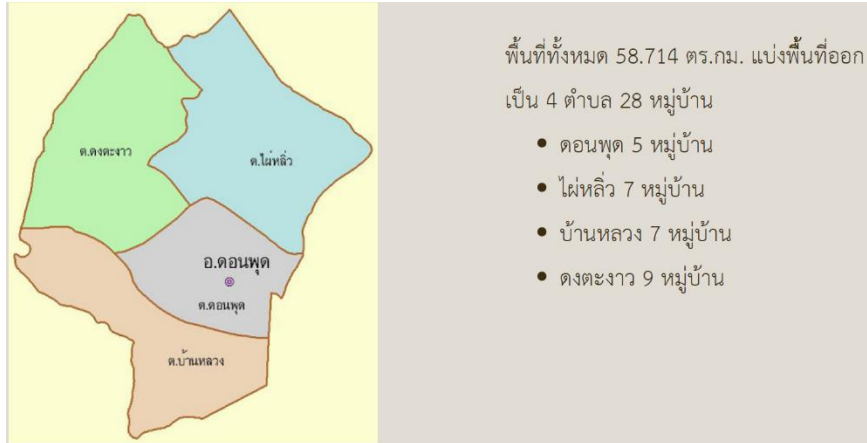 ต.ดงตะงาว
ต.ไผ่หลิ่ว
อ.ดอนพุด
ต.ดอนพุด
ต.บ้านหลวง
พื้นที่ทั้งหมด 58.714 ตร.กม. แบ่งพื้นที่ออก
เป็น 4 ตำบล 28 หมู่บ้าน
• ดอนพุด 5 หมู่บ้าน
• ไผ่หลิ่ว 7 หมู่บ้าน
• บ้านหลวง 7 หมู่บ้าน
• ดงตะงาว 9 หมู่บ้าน